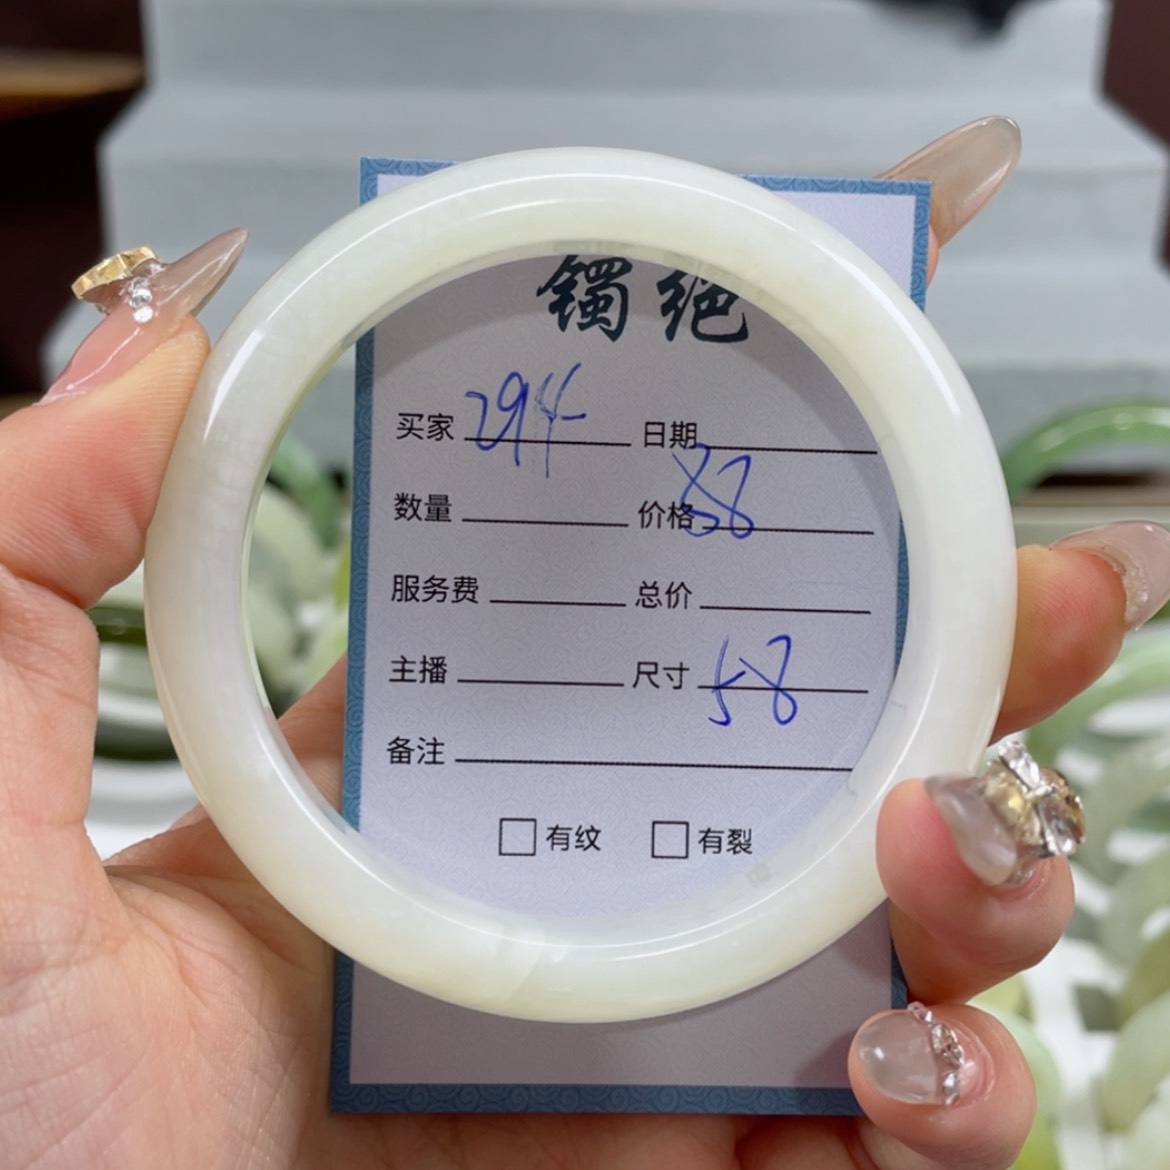 镯绝
买家 294 日期
数量 价格 38
服务费 总价
主播 尺寸 58
备注
有纹 有裂